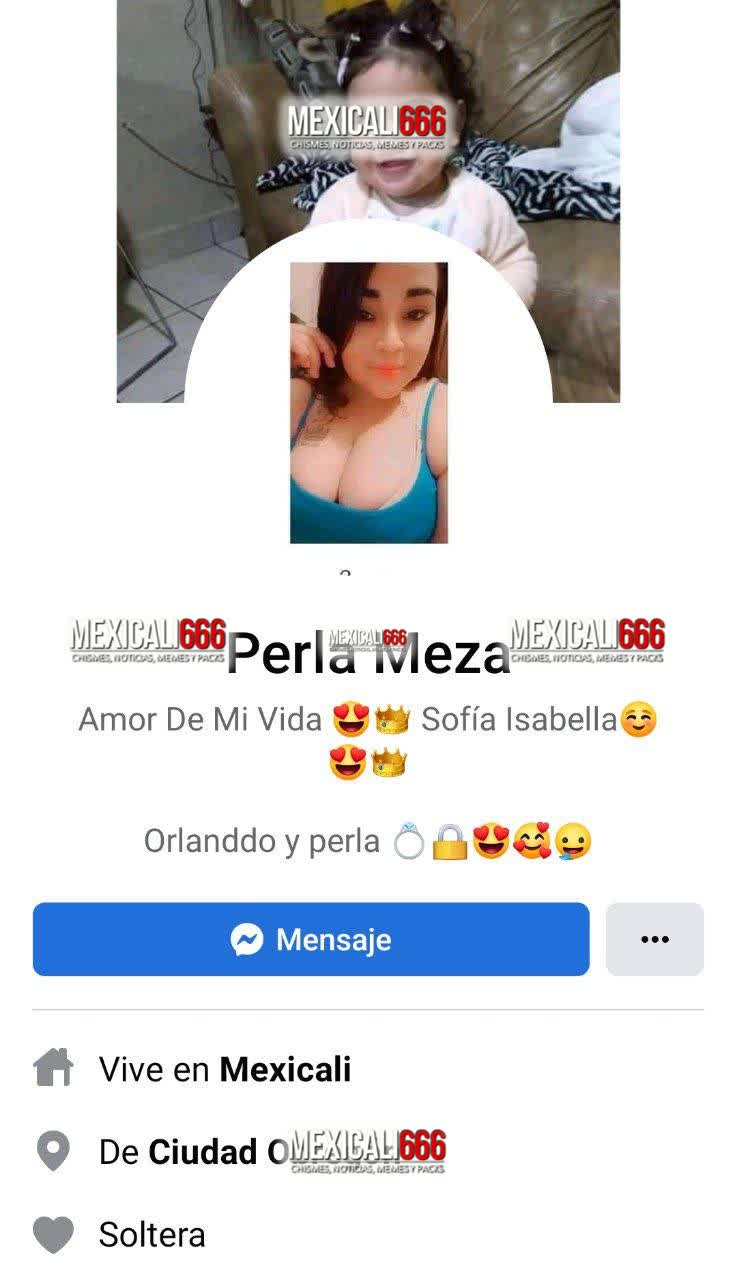 MEXICALI666
CHISMES, NOTICIAS, MEMES Y PACKS
MEXICALI666
CHISMES, NOTICIAS, MEMES Y PACKS
Perla Meza
MEXICALI666
MEXICALI666
CHISMES, NOTICIAS, MEMES Y PACKS
Amor De Mi Vida 😍👑 Sofía Isabella☺️
😍👑
Orlanddo y perla 💍🔒😍🥰🤤
Mensaje
Vive en Mexicali
De Ciudad
MEXICALI666
CHISMES, NOTICIAS, MEMES Y PACKS
Soltera